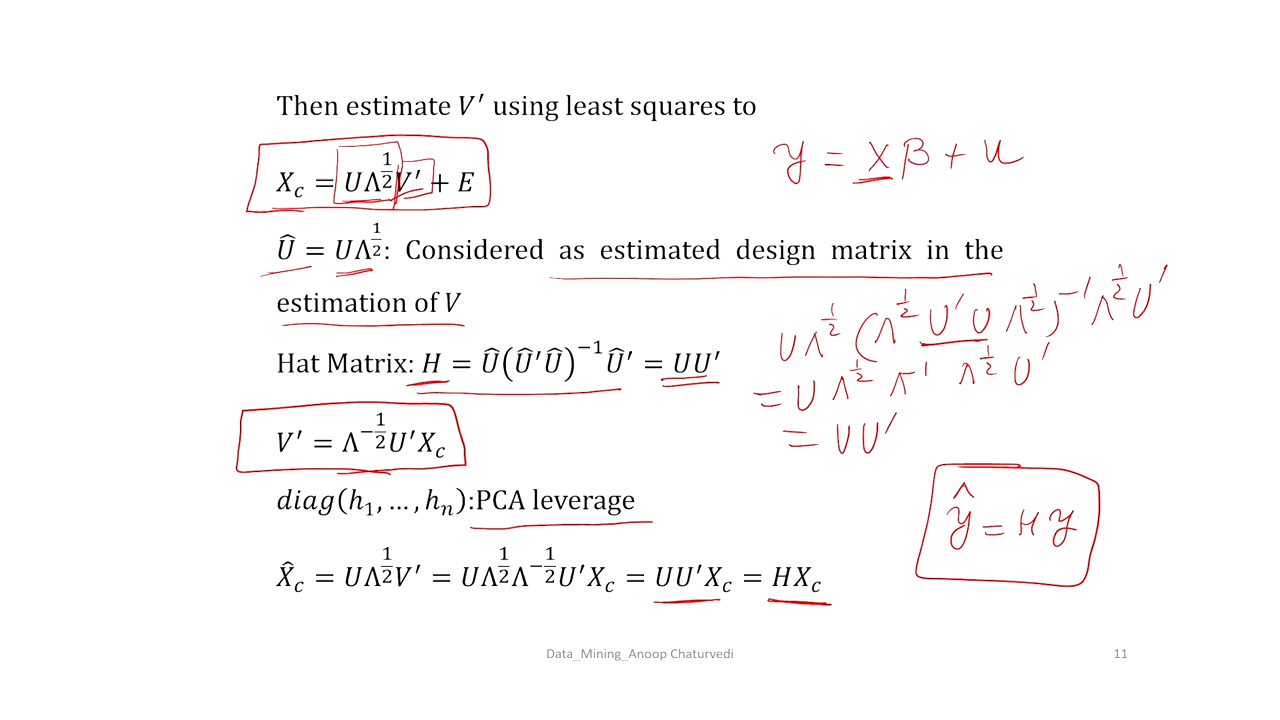 Then estimate V′ using least squares to
X_c = UΛ^{1/2}V′ + E
y = Xβ + u
Û = UΛ^{1/2}: Considered as estimated design matrix in the
estimation of V
Hat Matrix: H = Û(Û′Û)^{−1}Û′ = UU′
UΛ^{1/2}(Λ^{1/2}U′UΛ^{1/2})^{−1}Λ^{1/2}U′
= UΛ^{1/2}Λ^{−1}Λ^{1/2}U′
= UU′
V′ = Λ^{−1/2}U′X_c
diag(h_1, …, h_n):PCA leverage
ŷ = Hy
X̂_c = UΛ^{1/2}V′ = UΛ^{1/2}Λ^{−1/2}U′X_c = UU′X_c = HX_c
Data_Mining_Anoop Chaturvedi
11